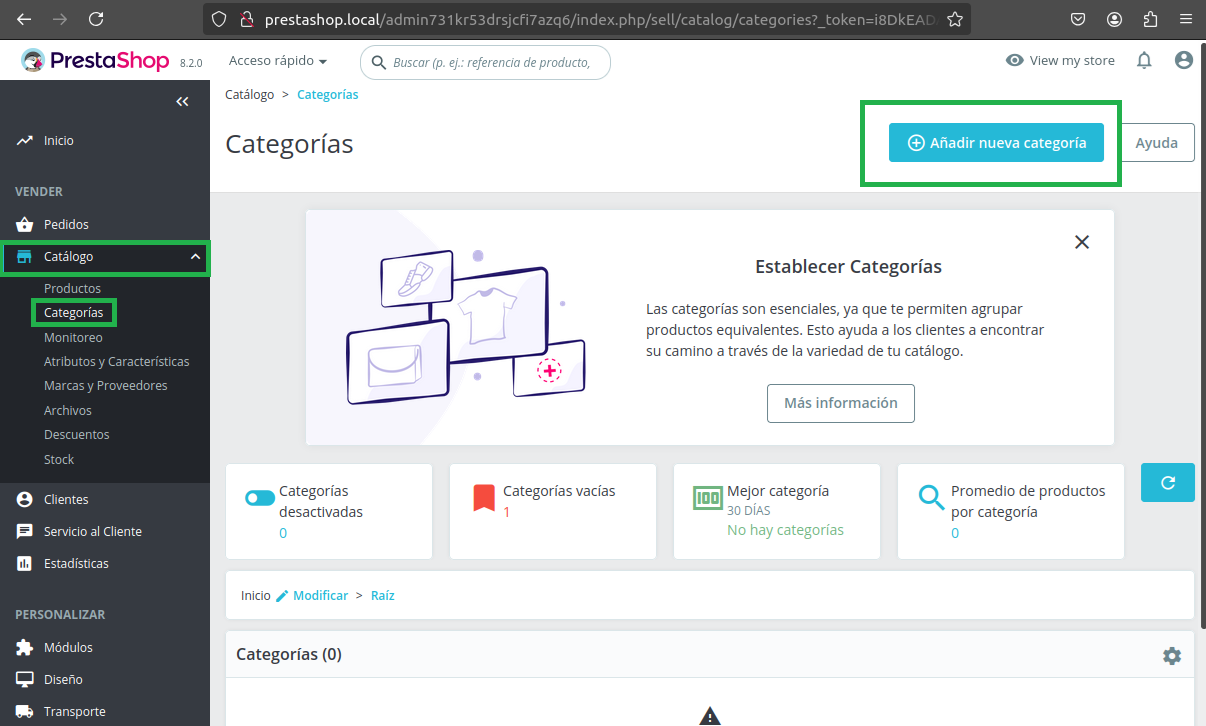 prestashop.local/admin731kr53drsjcfi7azq6/index.php/sell/catalog/categories?_token=i8DkEAD
PrestaShop 8.2.0
Acceso rápido
Buscar (p. ej.: referencia de producto,
View my store
Inicio
VENDER
Pedidos
Catálogo
Productos
Categorías
Monitoreo
Atributos y Características
Marcas y Proveedores
Archivos
Descuentos
Stock
Clientes
Servicio al Cliente
Estadísticas
PERSONALIZAR
Módulos
Diseño
Transporte
Catálogo > Categorías
Categorías
Añadir nueva categoría
Ayuda
Establecer Categorías
Las categorías son esenciales, ya que te permiten agrupar
productos equivalentes. Esto ayuda a los clientes a encontrar
su camino a través de la variedad de tu catálogo.
Más información
Categorías
desactivadas
0
Categorías vacías
1
100
Mejor categoría
30 DÍAS
No hay categorías
Promedio de productos
por categoría
0
Inicio Modificar > Raíz
Categorías (0)